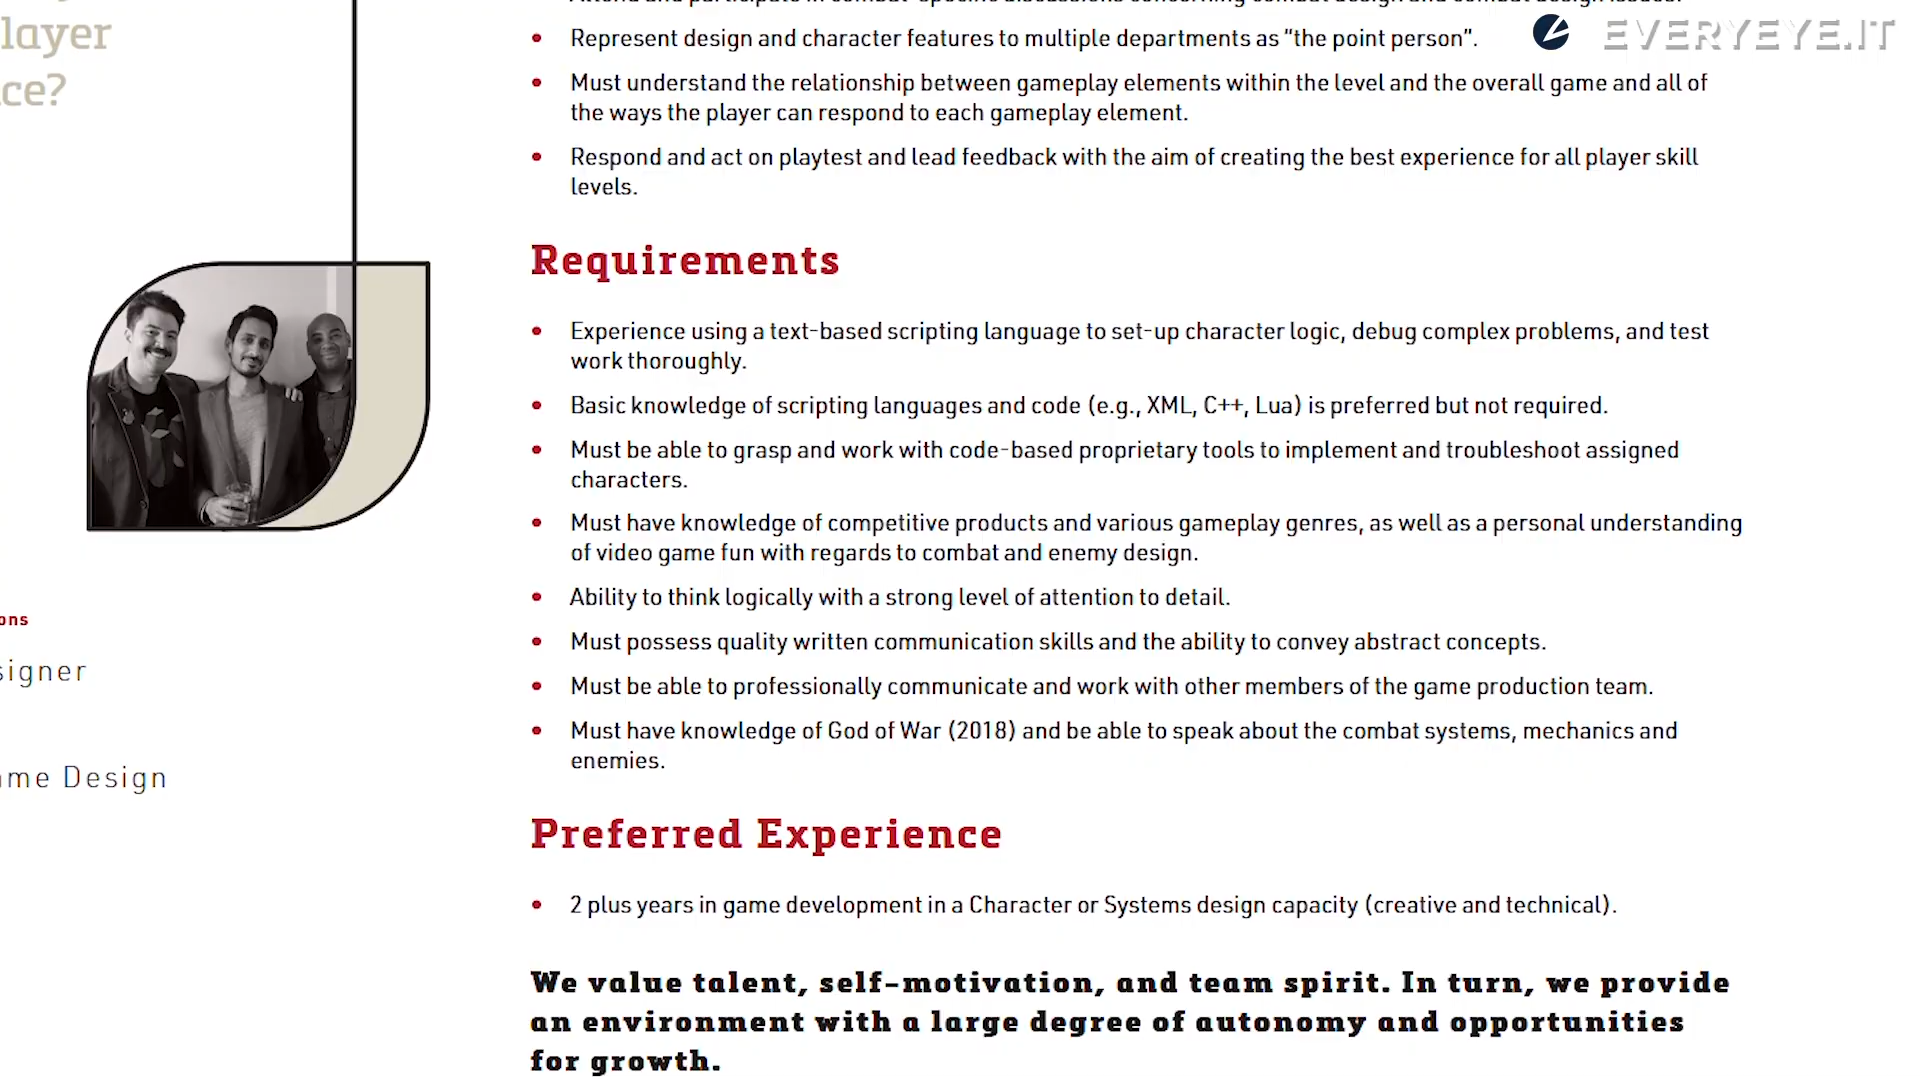 layer
ce?
Represent design and character features to multiple departments as “the point person”.
EVERYEYE.IT
Must understand the relationship between gameplay elements within the level and the overall game and all of
the ways the player can respond to each gameplay element.
Respond and act on playtest and lead feedback with the aim of creating the best experience for all player skill
levels.
Requirements
Experience using a text-based scripting language to set-up character logic, debug complex problems, and test
work thoroughly.
Basic knowledge of scripting languages and code (e.g., XML, C++, Lua) is preferred but not required.
Must be able to grasp and work with code-based proprietary tools to implement and troubleshoot assigned
characters.
Must have knowledge of competitive products and various gameplay genres, as well as a personal understanding
of video game fun with regards to combat and enemy design.
Ability to think logically with a strong level of attention to detail.
Must possess quality written communication skills and the ability to convey abstract concepts.
Must be able to professionally communicate and work with other members of the game production team.
Must have knowledge of God of War (2018) and be able to speak about the combat systems, mechanics and
enemies.
ons
signer
ame Design
Preferred Experience
2 plus years in game development in a Character or Systems design capacity (creative and technical).
We value talent, self-motivation, and team spirit. In turn, we provide
an environment with a large degree of autonomy and opportunities
for growth.